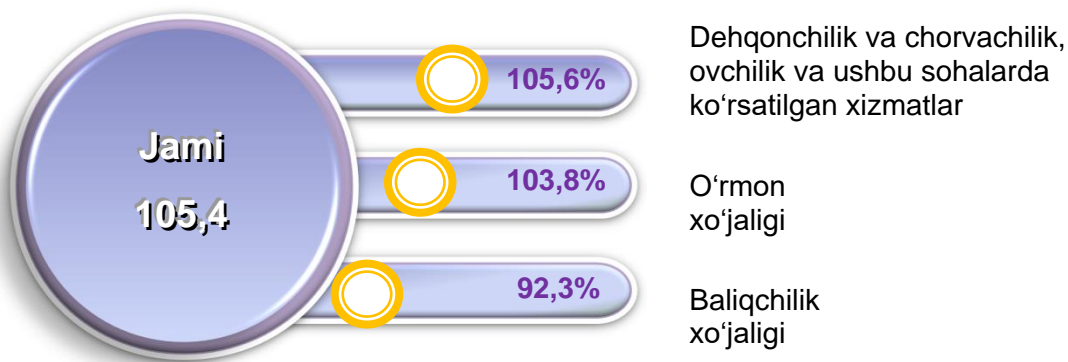 Jami
105,4
105,6%
Dehqonchilik va chorvachilik,
ovchilik va ushbu sohalarda
ko‘rsatilgan xizmatlar
103,8%
O‘rmon
xo‘jaligi
92,3%
Baliqchilik
xo‘jaligi